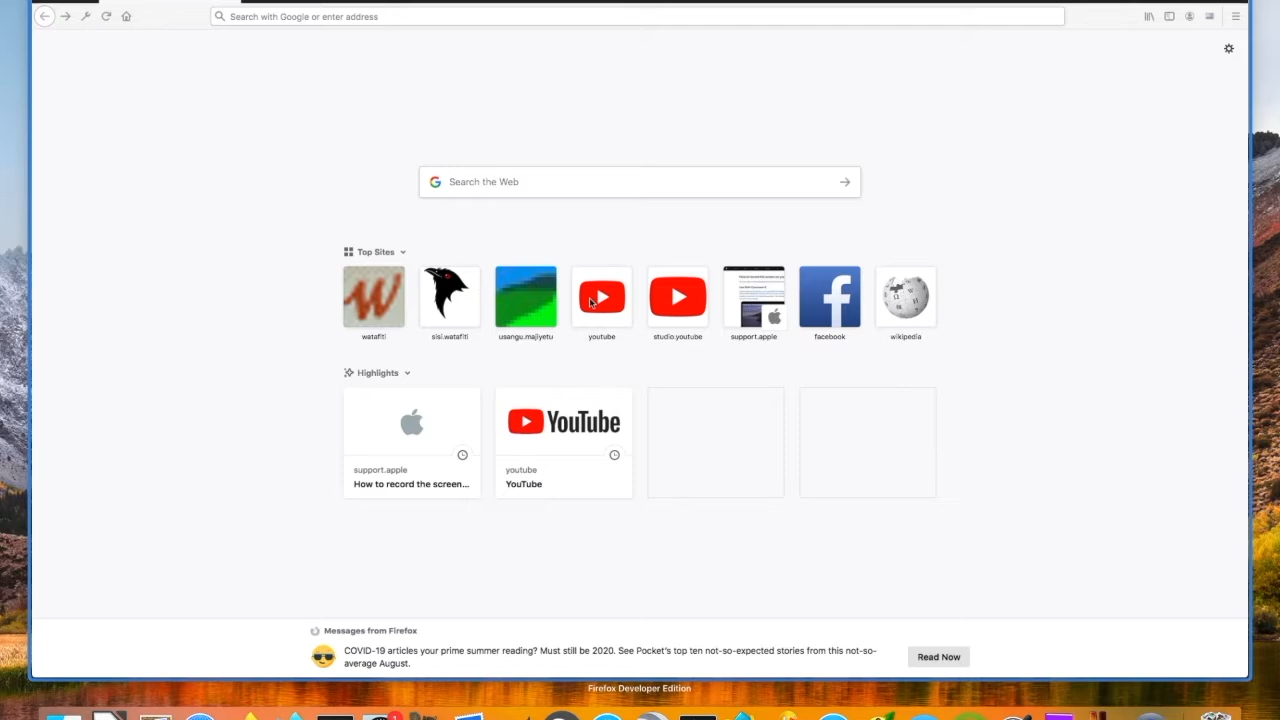 Search with Google or enter address
Search the Web
Top Sites
watafiti
sisi.watafiti
usangu.majiyetu
youtube
studio.youtube
support.apple
facebook
wikipedia
Highlights
YouTube
support.apple
How to record the screen...
youtube
YouTube
Messages from Firefox
COVID-19 articles your prime summer reading? Must still be 2020. See Pocket's top ten not-so-expected stories from this not-so-
average August.
Read Now
Firefox Developer Edition